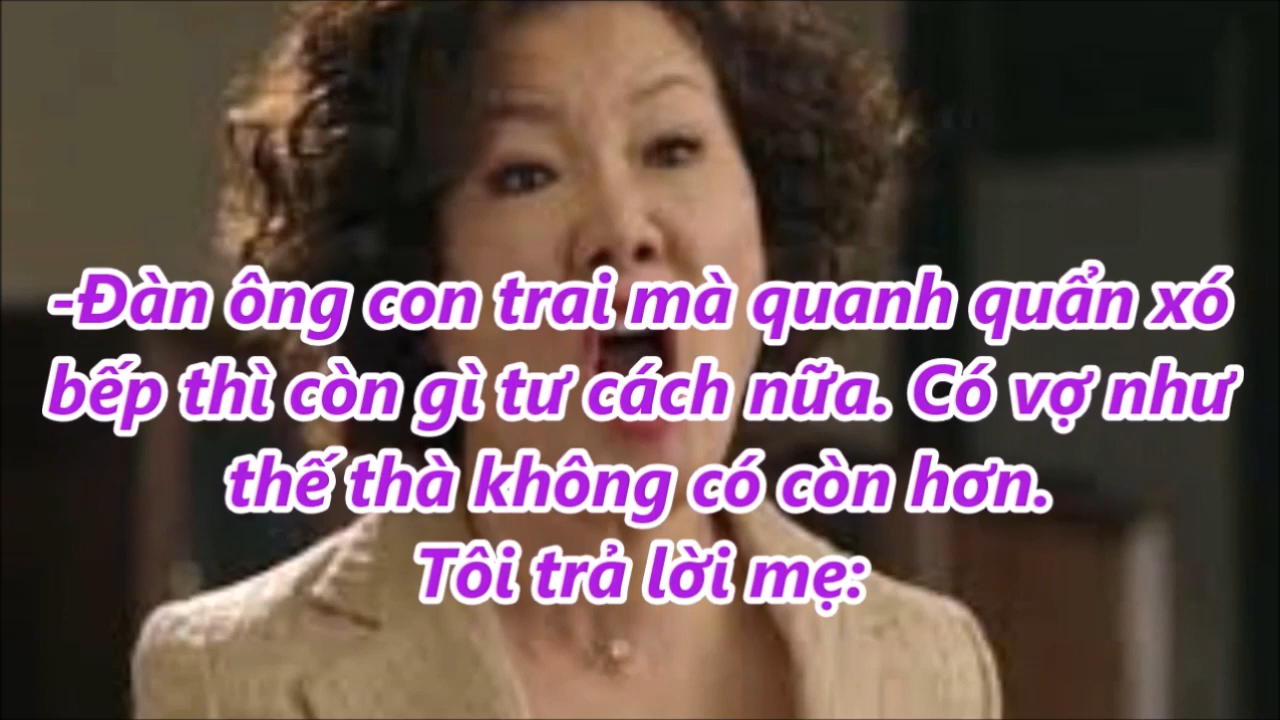 -Đàn ông con trai mà quanh quẩn xó
bếp thì còn gì tư cách nữa. Có vợ như
thế thà không có còn hơn.
Tôi trả lời mẹ: